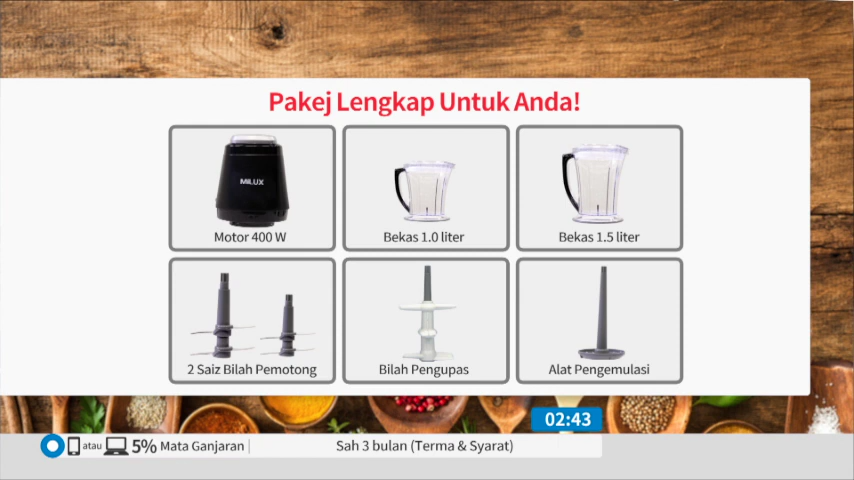 Pakej Lengkap Untuk Anda!
MILUX
Motor 400 W
Bekas 1.0 liter
Bekas 1.5 liter
2 Saiz Bilah Pemotong
Bilah Pengupas
Alat Pengemulasi
02:43
atau 5% Mata Ganjaran
Sah 3 bulan (Terma & Syarat)